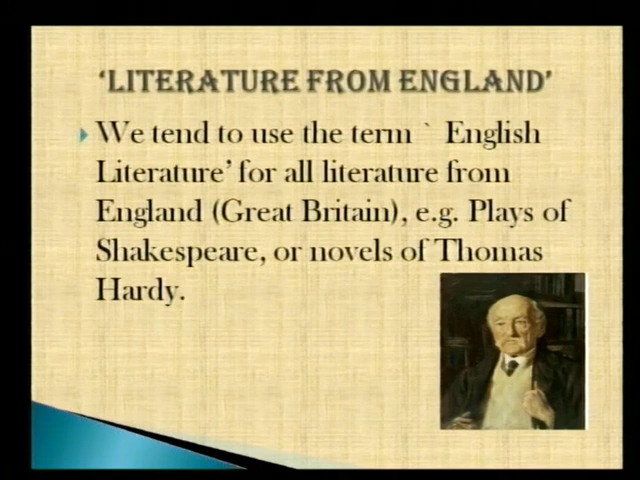 ‘LITERATURE FROM ENGLAND’
We tend to use the term ` English
Literature’ for all literature from
England (Great Britain), e.g. Plays of
Shakespeare, or novels of Thomas
Hardy.